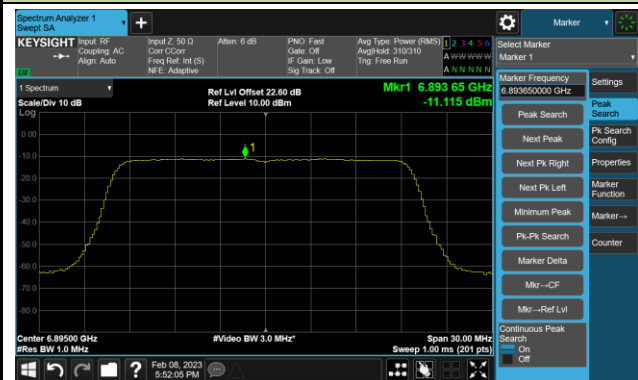 Spectrum Analyzer 1
Swept SA
Marker
KEYSIGHT
Input: RF
Coupling: AC
Align: Auto
Input Z: 50 Ω
Corr CCorr
Freq Ref: Int (S)
NFE: Adaptive
Atten: 6 dB
PNO: Fast
Gate: Off
IF Gain: Low
Sig Track: Off
Avg Type: Power (RMS)
Avg|Hold: 310/310
Trig: Free Run
1 2 3 4 5 6
A W W W W W
A N N N N N
Select Marker
Marker 1
1 Spectrum
Scale/Div 10 dB
Log
Ref Lvl Offset 22.60 dB
Ref Level 10.00 dBm
Mkr1 6.893 65 GHz
-11.115 dBm
0.00
-10.0
-20.0
-30.0
-40.0
-50.0
-60.0
-70.0
-80.0
1
Center 6.89500 GHz
#Res BW 1.0 MHz
#Video BW 3.0 MHz*
Span 30.00 MHz
Sweep 1.00 ms (201 pts)
Marker Frequency
6.893650000 GHz
Peak Search
Next Peak
Next Pk Right
Next Pk Left
Minimum Peak
Pk-Pk Search
Marker Delta
Mkr→CF
Mkr→Ref Lvl
Continuous Peak
Search
On
Off
Settings
Peak
Search
Pk Search
Config
Properties
Marker
Function
Marker→
Counter
Feb 08, 2023
5:52:05 PM